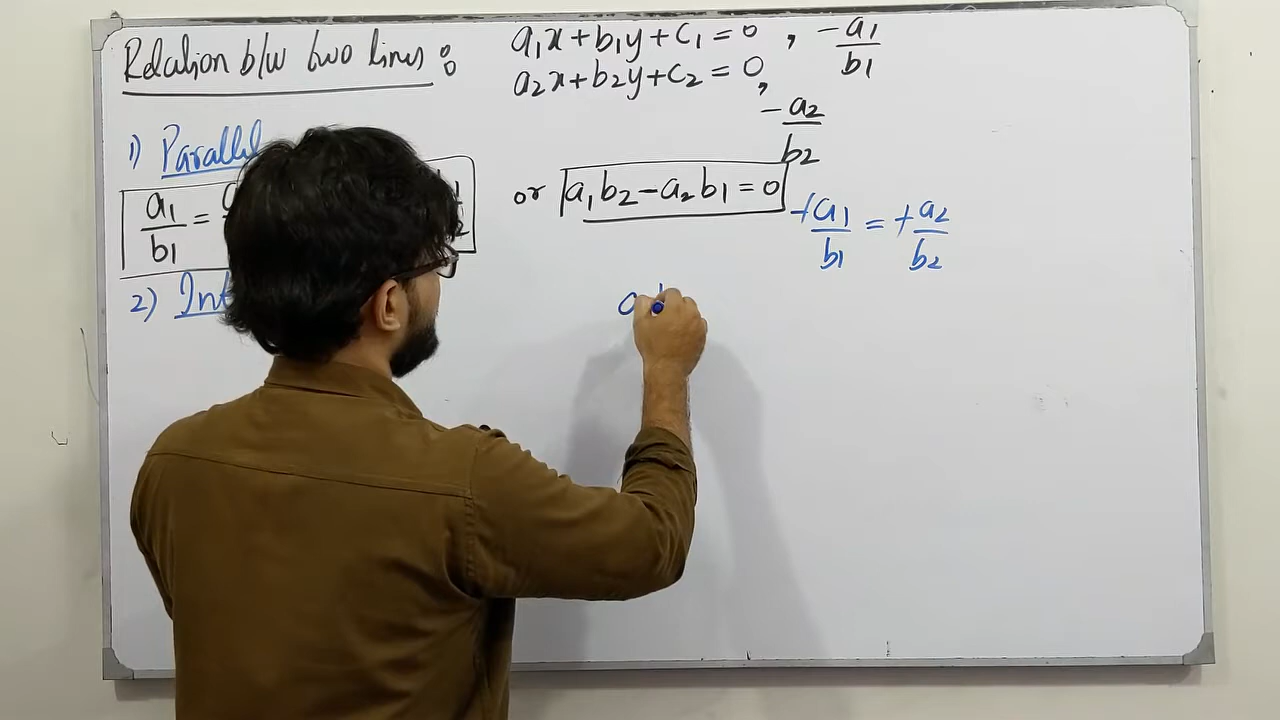 Relation b/w two lines :
a₁x+b₁y+c₁=0 , -a₁/b₁
a₂x+b₂y+c₂=0, -a₂/b₂
1) Parallel
a₁/b₁ =
or a₁b₂-a₂b₁=0
+a₁/b₁ = +a₂/b₂
2) Int
a